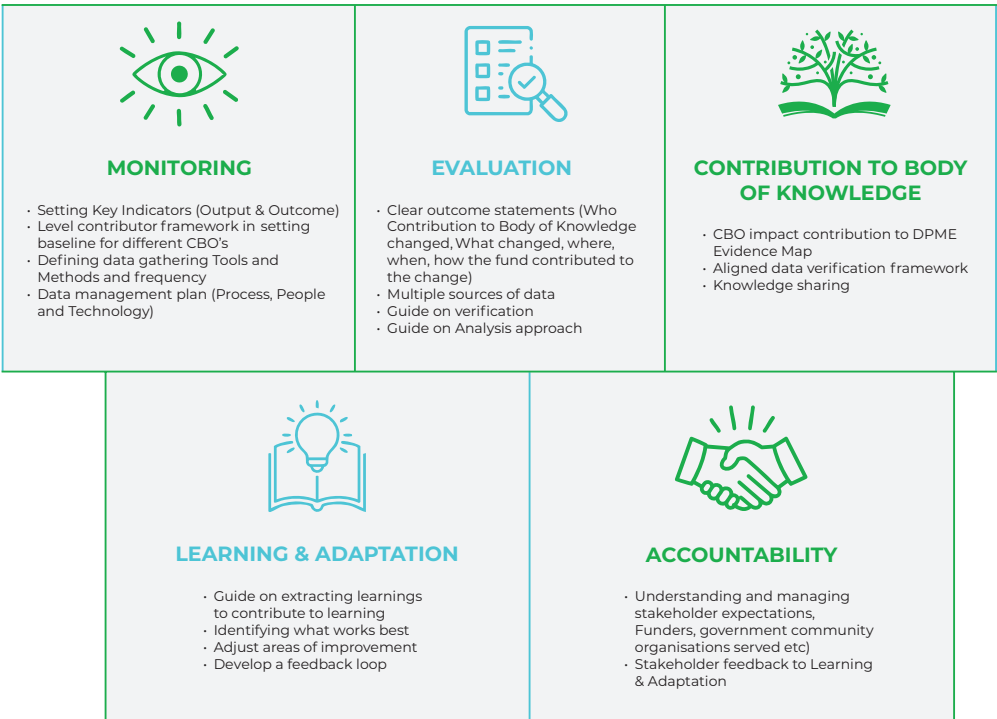 MONITORING
· Setting Key Indicators (Output & Outcome)
· Level contributor framework in setting
baseline for different CBO's
· Defining data gathering Tools and
Methods and frequency
· Data management plan (Process, People
and Technology)
EVALUATION
· Clear outcome statements (Who
Contribution to Body of Knowledge
changed, What changed, where,
when, how the fund contributed to
the change)
· Multiple sources of data
· Guide on verification
· Guide on Analysis approach
CONTRIBUTION TO BODY
OF KNOWLEDGE
· CBO impact contribution to DPME
Evidence Map
· Aligned data verification framework
· Knowledge sharing
LEARNING & ADAPTATION
· Guide on extracting learnings
to contribute to learning
· Identifying what works best
· Adjust areas of improvement
· Develop a feedback loop
ACCOUNTABILITY
· Understanding and managing
stakeholder expectations,
Funders, government community
organisations served etc)
· Stakeholder feedback to Learning
& Adaptation